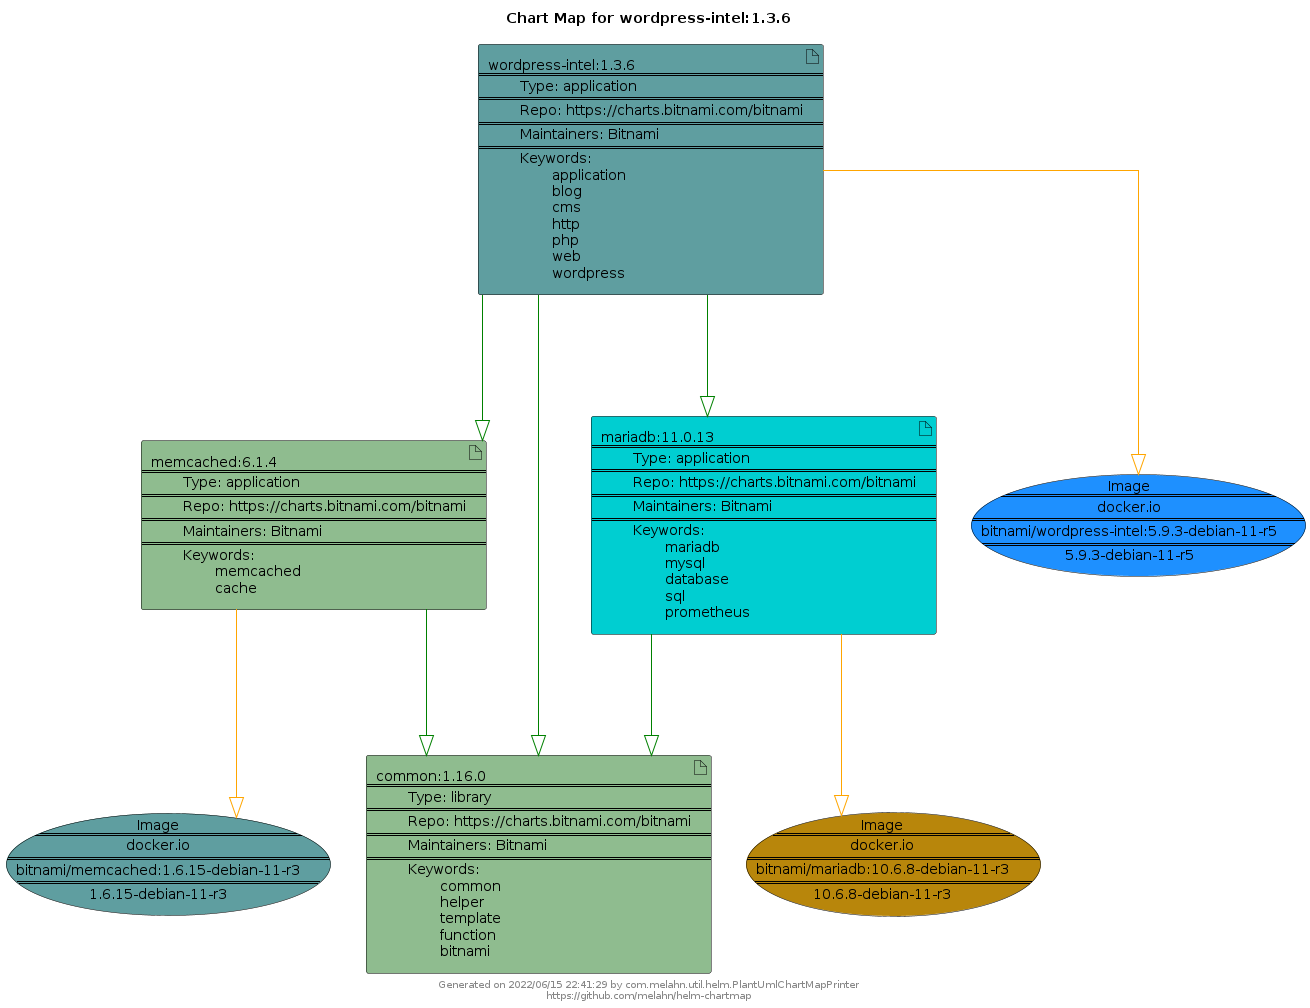 Chart Map for wordpress-intel:1.3.6
wordpress-intel:1.3.6
Type: application
Repo: https://charts.bitnami.com/bitnami
Maintainers: Bitnami
Keywords:
application
blog
cms
http
php
web
wordpress
memcached:6.1.4
Type: application
Repo: https://charts.bitnami.com/bitnami
Maintainers: Bitnami
Keywords:
memcached
cache
mariadb:11.0.13
Type: application
Repo: https://charts.bitnami.com/bitnami
Maintainers: Bitnami
Keywords:
mariadb
mysql
database
sql
prometheus
Image
docker.io
bitnami/wordpress-intel:5.9.3-debian-11-r5
5.9.3-debian-11-r5
Image
docker.io
bitnami/memcached:1.6.15-debian-11-r3
1.6.15-debian-11-r3
common:1.16.0
Type: library
Repo: https://charts.bitnami.com/bitnami
Maintainers: Bitnami
Keywords:
common
helper
template
function
bitnami
Image
docker.io
bitnami/mariadb:10.6.8-debian-11-r3
10.6.8-debian-11-r3
Generated on 2022/06/15 22:41:29 by com.melahn.util.helm.PlantUmlChartMapPrinter
https://github.com/melahn/helm-chartmap